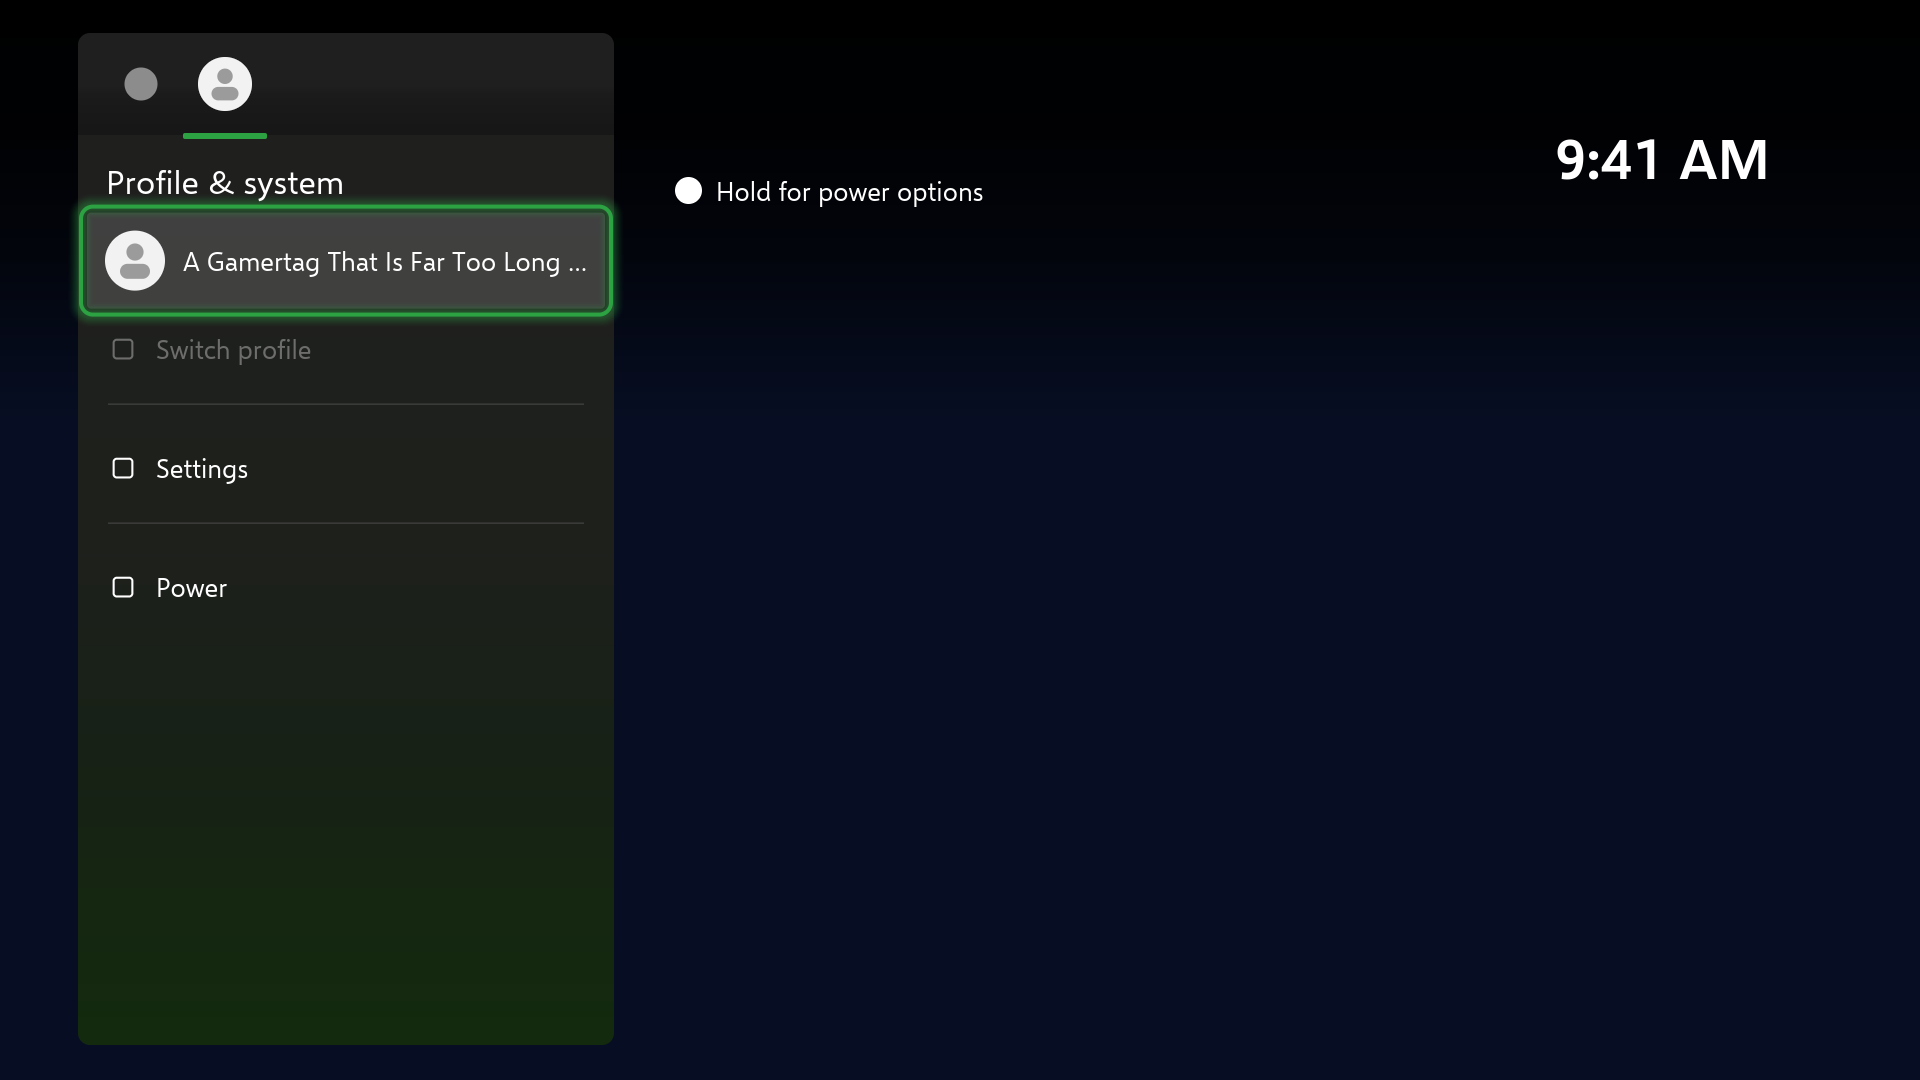 Profile & system
A Gamertag That Is Far Too Long ...
Switch profile
Settings
Power
Hold for power options
9:41 AM